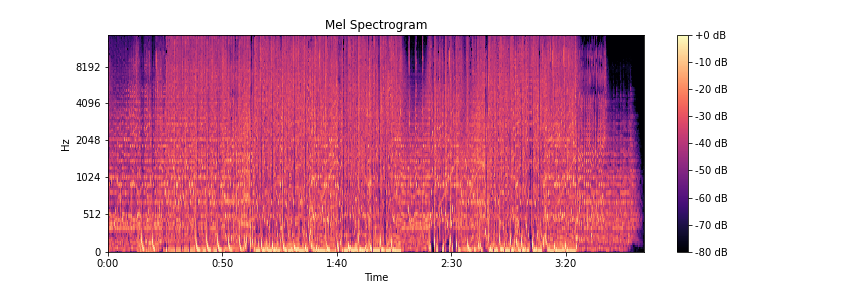 Mel Spectrogram
+0 dB
8192
-10 dB
-20 dB
4096
-30 dB
Hz
2048
-40 dB
1024
-50 dB
512
-60 dB
-70 dB
0
-80 dB
0:00 0:50 1:40 2:30 3:20
Time